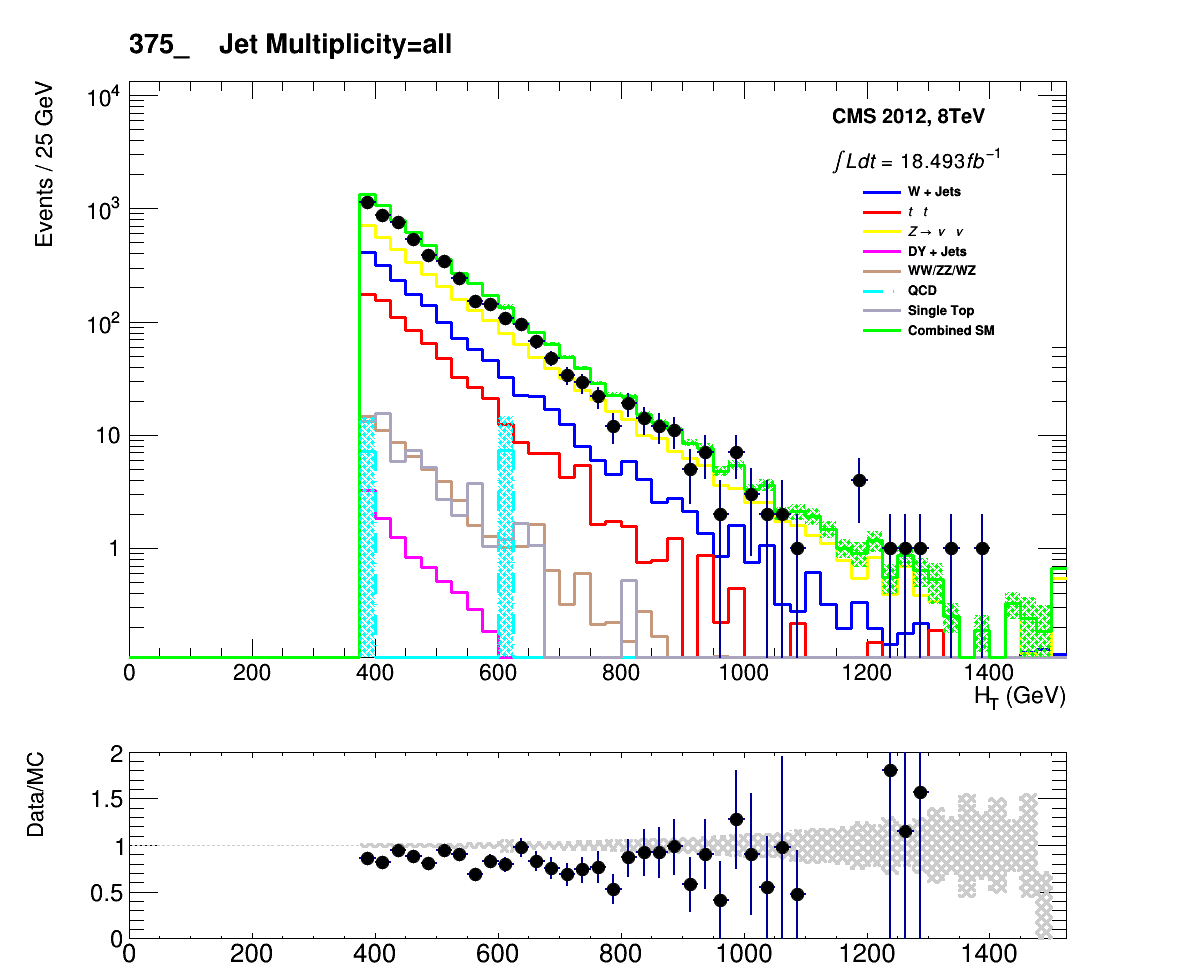 375_ Jet Multiplicity=all
Events / 25 GeV
10⁴
10³
10²
10
1
CMS 2012, 8TeV
∫Ldt = 18.493fb⁻¹
W + Jets
t t
Z → ν ν
DY + Jets
WW/ZZ/WZ
QCD
Single Top
Combined SM
0 200 400 600 800 1000 1200 1400
H_T (GeV)
Data/MC
2
1.5
1
0.5
0
0 200 400 600 800 1000 1200 1400